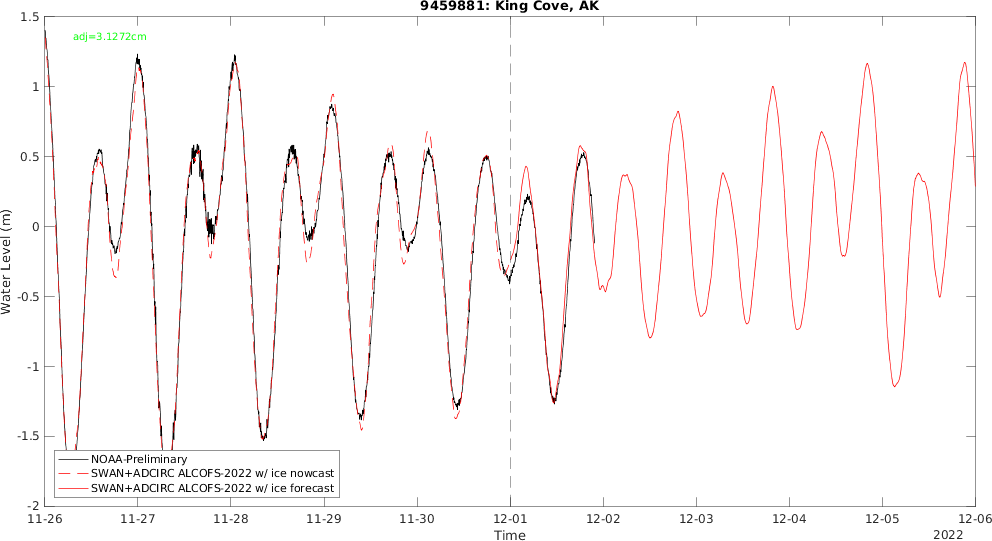 9459881: King Cove, AK
adj=3.1272cm
1.5
1
0.5
0
-0.5
-1
-1.5
-2
Water Level (m)
NOAA-Preliminary
SWAN+ADCIRC ALCOFS-2022 w/ ice nowcast
SWAN+ADCIRC ALCOFS-2022 w/ ice forecast
11-26 11-27 11-28 11-29 11-30 12-01 12-02 12-03 12-04 12-05 12-06
Time
2022